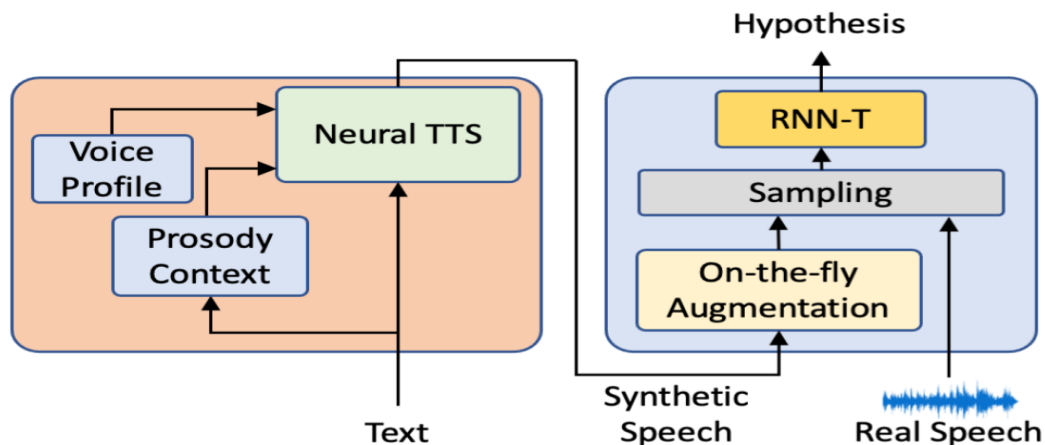 Hypothesis
RNN-T
Neural TTS
Voice
Profile
Sampling
Prosody
Context
On-the-fly
Augmentation
Synthetic
Speech
Text
Real Speech